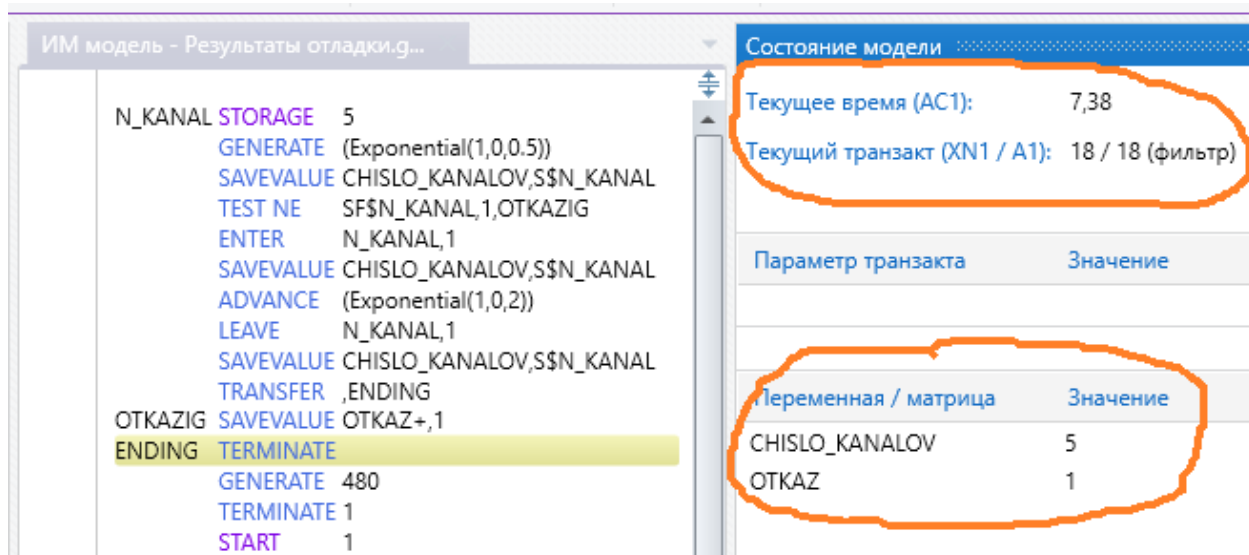 ИМ модель - Результаты отладки.g...
N_KANAL STORAGE 5
GENERATE (Exponential(1,0,0.5))
SAVEVALUE CHISLO_KANALOV,S$N_KANAL
TEST NE SF$N_KANAL,1,OTKAZIG
ENTER N_KANAL,1
SAVEVALUE CHISLO_KANALOV,S$N_KANAL
ADVANCE (Exponential(1,0,2))
LEAVE N_KANAL,1
SAVEVALUE CHISLO_KANALOV,S$N_KANAL
TRANSFER ,ENDING
OTKAZIG SAVEVALUE OTKAZ+,1
ENDING TERMINATE
GENERATE 480
TERMINATE 1
START 1
Состояние модели
Текущее время (AC1): 7,38
Текущий транзакт (XN1 / A1): 18 / 18 (фильтр)
Параметр транзакта Значение
Переменная / матрица Значение
CHISLO_KANALOV 5
OTKAZ 1